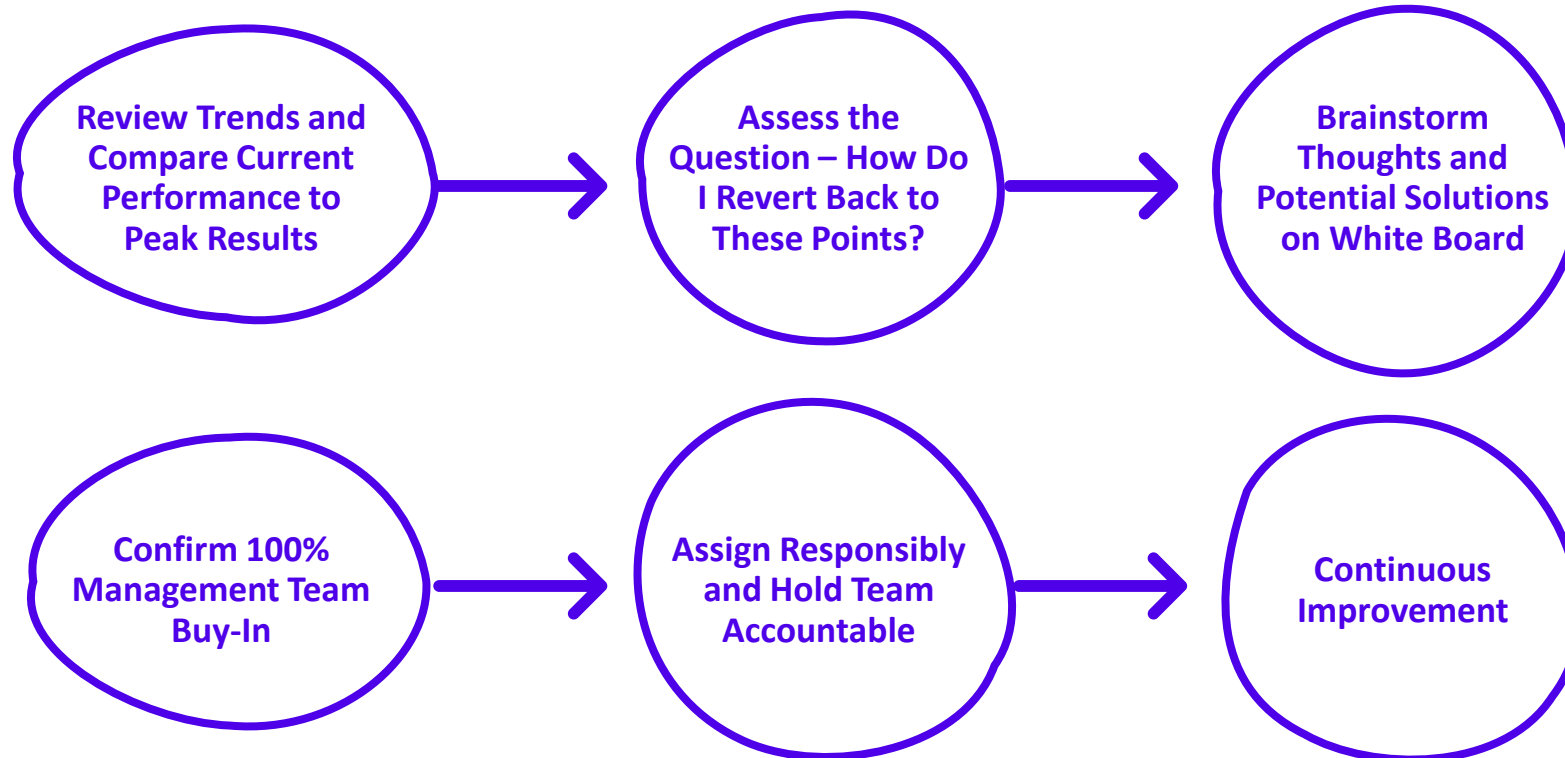 Review Trends and
Compare Current
Performance to
Peak Results
Assess the
Question – How Do
I Revert Back to
These Points?
Brainstorm
Thoughts and
Potential Solutions
on White Board
Confirm 100%
Management Team
Buy-In
Assign Responsibly
and Hold Team
Accountable
Continuous
Improvement